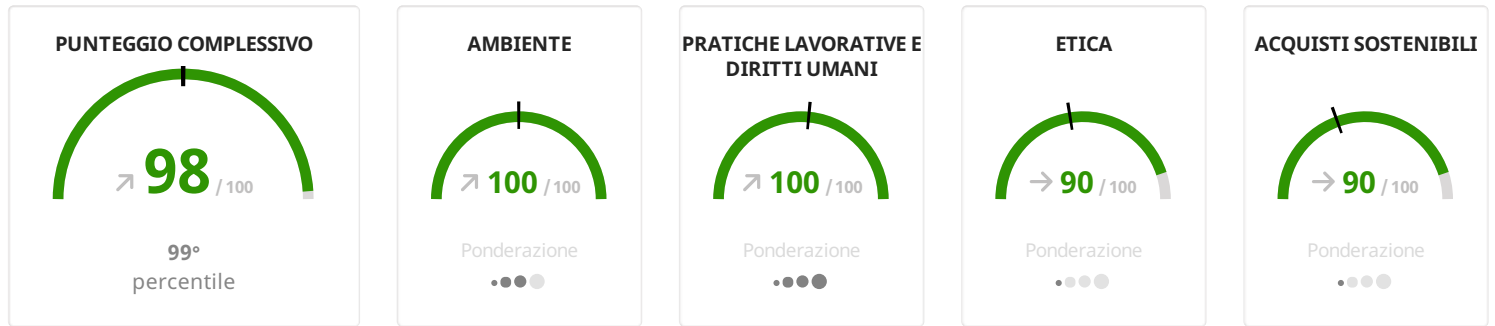 PUNTEGGIO COMPLESSIVO
98 / 100
99°
percentile
AMBIENTE
100 / 100
Ponderazione
PRATICHE LAVORATIVE E
DIRITTI UMANI
100 / 100
Ponderazione
ETICA
90 / 100
Ponderazione
ACQUISTI SOSTENIBILI
90 / 100
Ponderazione